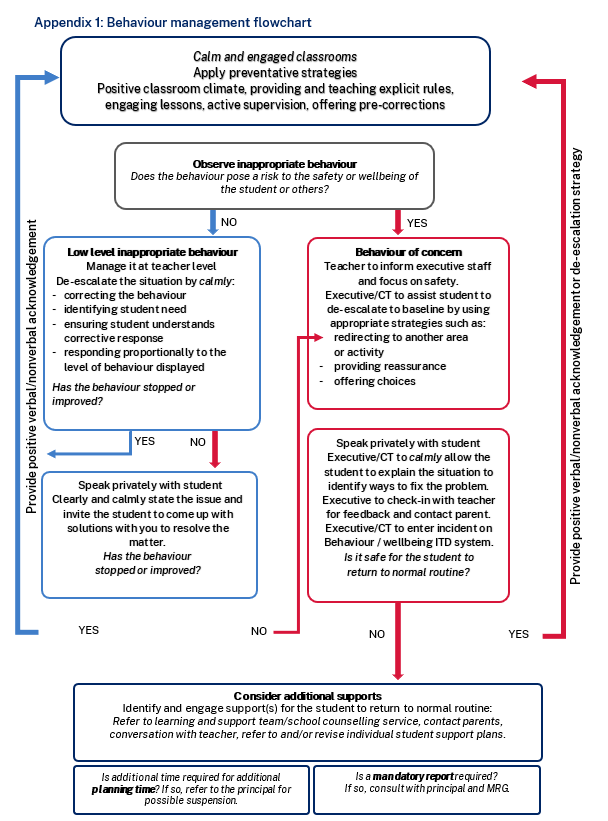 Appendix 1: Behaviour management flowchart
Calm and engaged classrooms
Apply preventative strategies
Positive classroom climate, providing and teaching explicit rules,
engaging lessons, active supervision, offering pre-corrections
Observe inappropriate behaviour
Does the behaviour pose a risk to the safety or wellbeing of
the student or others?
NO
YES
Low level inappropriate behaviour
Manage it at teacher level
De-escalate the situation by calmly:
- correcting the behaviour
- identifying student need
- ensuring student understands
corrective response
- responding proportionally to the
level of behaviour displayed
Has the behaviour stopped or
improved?
Behaviour of concern
Teacher to inform executive staff
and focus on safety.
Executive/CT to assist student to
de-escalate to baseline by using
appropriate strategies such as:
redirecting to another area
or activity
- providing reassurance
- offering choices
YES
NO
Speak privately with student
Clearly and calmly state the issue and
invite the student to come up with
solutions with you to resolve the
matter.
Has the behaviour
stopped or improved?
Speak privately with student
Executive/CT to calmly allow the
student to explain the situation to
identify ways to fix the problem.
Executive to check-in with teacher
for feedback and contact parent.
Executive/CT to enter incident on
Behaviour / wellbeing ITD system.
Is it safe for the student to
return to normal routine?
YES
NO
NO
YES
Provide positive verbal/nonverbal acknowledgement
Provide positive verbal/nonverbal acknowledgement or de-escalation strategy
Consider additional supports
Identify and engage support(s) for the student to return to normal routine:
Refer to learning and support team/school counselling service, contact parents,
conversation with teacher, refer to and/or revise individual student support plans.
Is additional time required for additional
planning time? If so, refer to the principal for
possible suspension.
Is a mandatory report required?
If so, consult with principal and MRG.